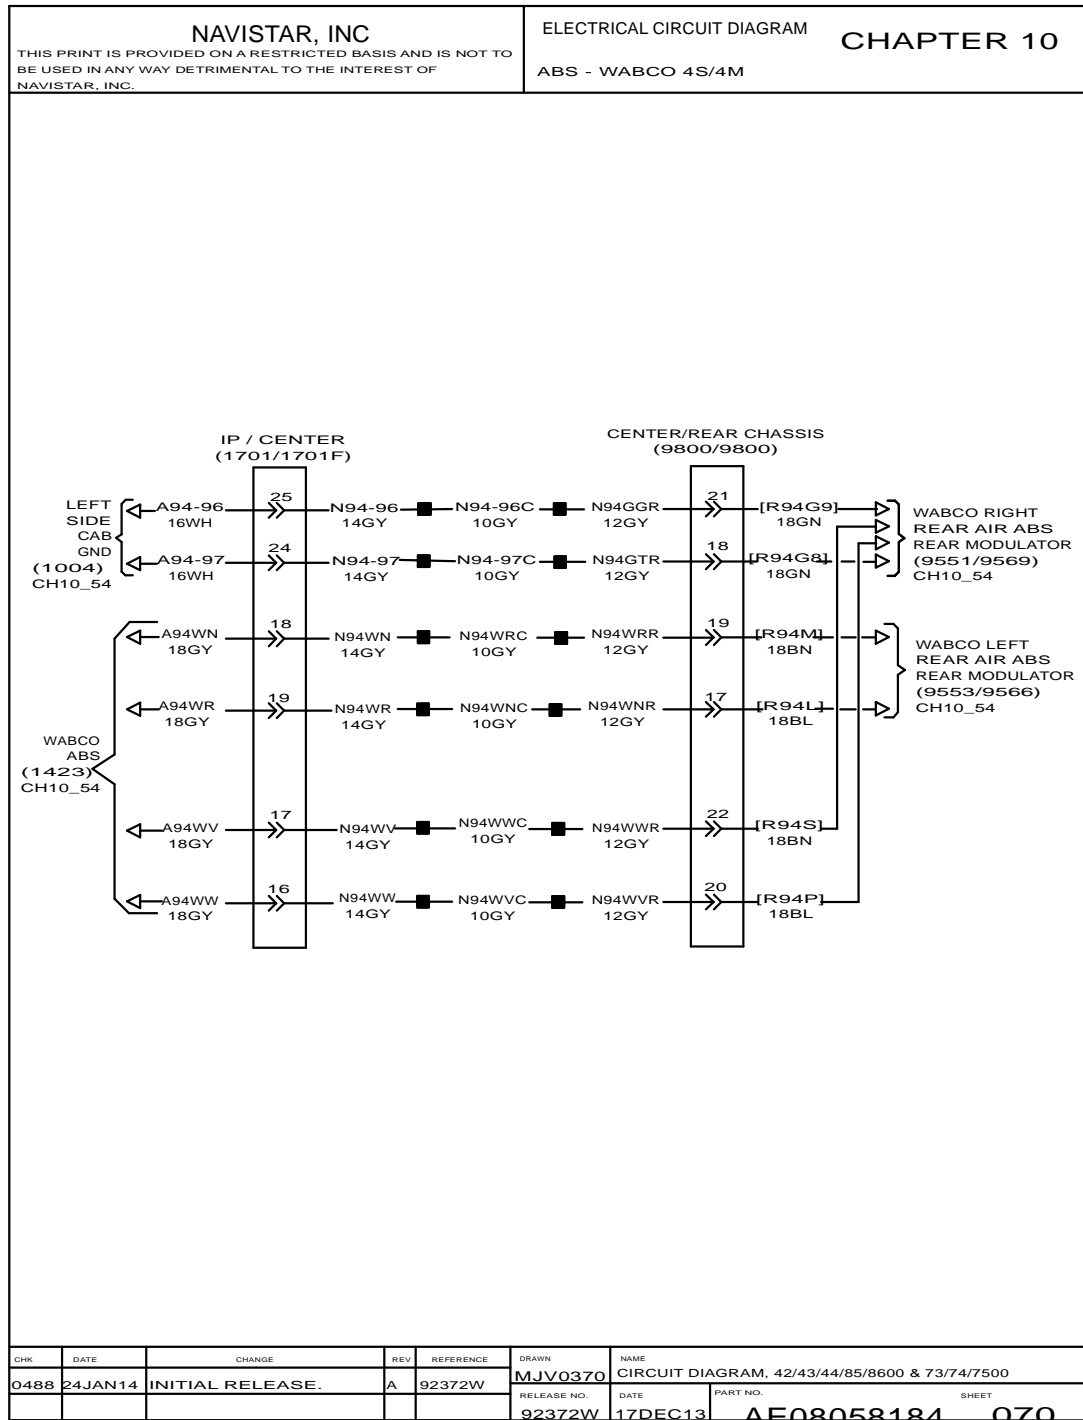 NAVISTAR, INC
THIS PRINT IS PROVIDED ON A RESTRICTED BASIS AND IS NOT TO
BE USED IN ANY WAY DETRIMENTAL TO THE INTEREST OF
NAVISTAR, INC.
ELECTRICAL CIRCUIT DIAGRAM
ABS - WABCO 4S/4M
CHAPTER 10
IP / CENTER
(1701/1701F)
CENTER/REAR CHASSIS
(9800/9800)
LEFT
SIDE
CAB
GND
(1004)
CH10_54
A94-96
16WH
25
N94-96
14GY
N94-96C
10GY
N94GGR
12GY
21
[R94G9]
18GN
A94-97
16WH
24
N94-97
14GY
N94-97C
10GY
N94GTR
12GY
18
[R94G8]
18GN
WABCO RIGHT
REAR AIR ABS
REAR MODULATOR
(9551/9569)
CH10_54
A94WN
18GY
18
N94WN
14GY
N94WRC
10GY
N94WRR
12GY
19
[R94M]
18BN
A94WR
18GY
19
N94WR
14GY
N94WNC
10GY
N94WNR
12GY
17
[R94L]
18BL
WABCO LEFT
REAR AIR ABS
REAR MODULATOR
(9553/9566)
CH10_54
WABCO
ABS
(1423)
CH10_54
A94WV
18GY
17
N94WV
14GY
N94WWC
10GY
N94WWR
12GY
22
[R94S]
18BN
A94WW
18GY
16
N94WW
14GY
N94WVC
10GY
N94WVR
12GY
20
[R94P]
18BL
CHK DATE CHANGE REV REFERENCE
0488 24JAN14 INITIAL RELEASE. A 92372W
DRAWN
MJV0370
NAME
CIRCUIT DIAGRAM, 42/43/44/85/8600 & 73/74/7500
RELEASE NO.
92372W
DATE
17DEC13
PART NO.
AE08058184
SHEET
070